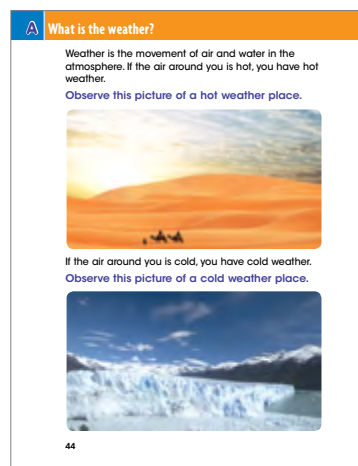 A What is the weather?
Weather is the movement of air and water in the
atmosphere. If the air around you is hot, you have hot
weather.
Observe this picture of a hot weather place.
If the air around you is cold, you have cold weather.
Observe this picture of a cold weather place.
44